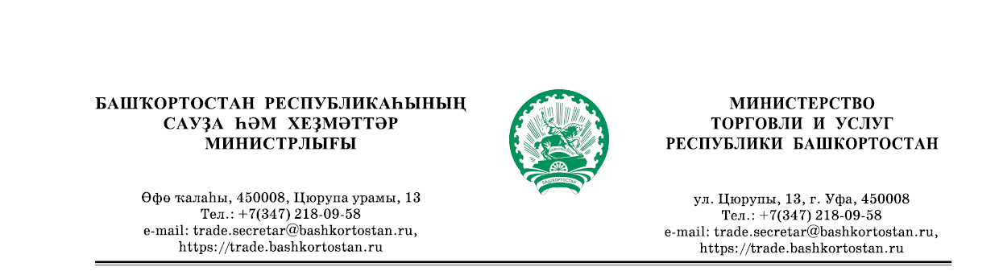 БАШҠОРТОСТАН РЕСПУБЛИКАҺЫНЫҢ
САУҘА ҺӘМ ХЕҘМӘТТӘР
МИНИСТРЛЫҒЫ
Өфө ҡалаһы, 450008, Цюрупа урамы, 13
Тел.: +7(347) 218-09-58
e-mail: trade.secretar@bashkortostan.ru,
https://trade.bashkortostan.ru
БАШКОРТОСТАН
МИНИСТЕРСТВО
ТОРГОВЛИ И УСЛУГ
РЕСПУБЛИКИ БАШКОРТОСТАН
ул. Цюрупы, 13, г. Уфа, 450008
Тел.: +7(347) 218-09-58
e-mail: trade.secretar@bashkortostan.ru,
https://trade.bashkortostan.ru